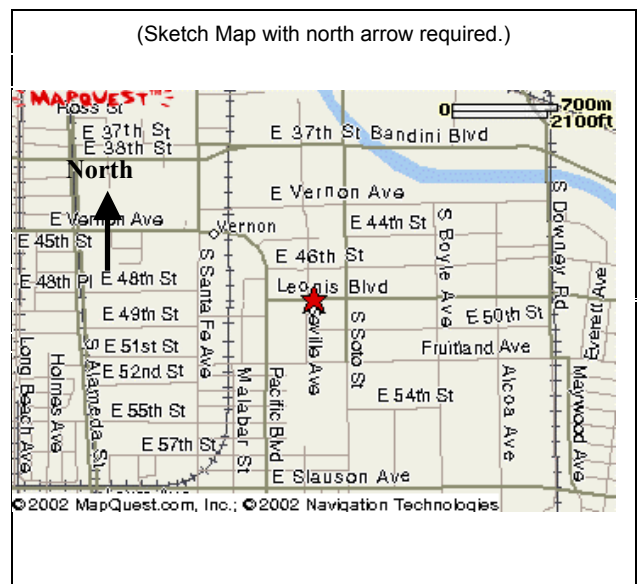 (Sketch Map with north arrow required.)
MAPQUEST™
Ross St
0 700m
2100ft
E 37th St
E 37th St Bandini Blvd
E 38th St
North
E Vernon Ave
E Vernon Ave
E 44th St
Vernon
E 45th St
E 46th St
E 48th Pl
E 48th St
Leonis Blvd
E 49th St
E 50th St
E 51st St
Fruitland Ave
E 52nd St
E 54th St
E 55th St
E 57th St
E Slauson Ave
Long Beach Ave
Holmes Ave
S Alameda St
S Santa Fe Ave
Malabar St
Pacific Blvd
Seville Ave
S Soto St
S Boyle Ave
Alcoa Ave
S Downey Rd
Everett Ave
Maywood Ave
©2002 MapQuest.com, Inc.; ©2002 Navigation Technologies